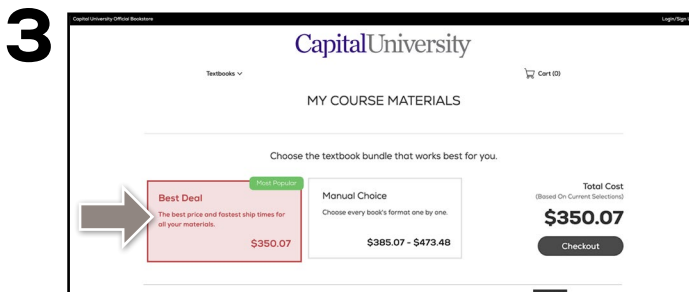 3
Capital University Official Bookstore
Login/Sign
CapitalUniversity
Textbooks
Cart (0)
MY COURSE MATERIALS
Choose the textbook bundle that works best for you.
Most Popular
Best Deal
The best price and fastest ship times for
all your materials.
$350.07
Manual Choice
Choose every book's format one by one.
$385.07 - $473.48
Total Cost
(Based On Current Selections)
$350.07
Checkout